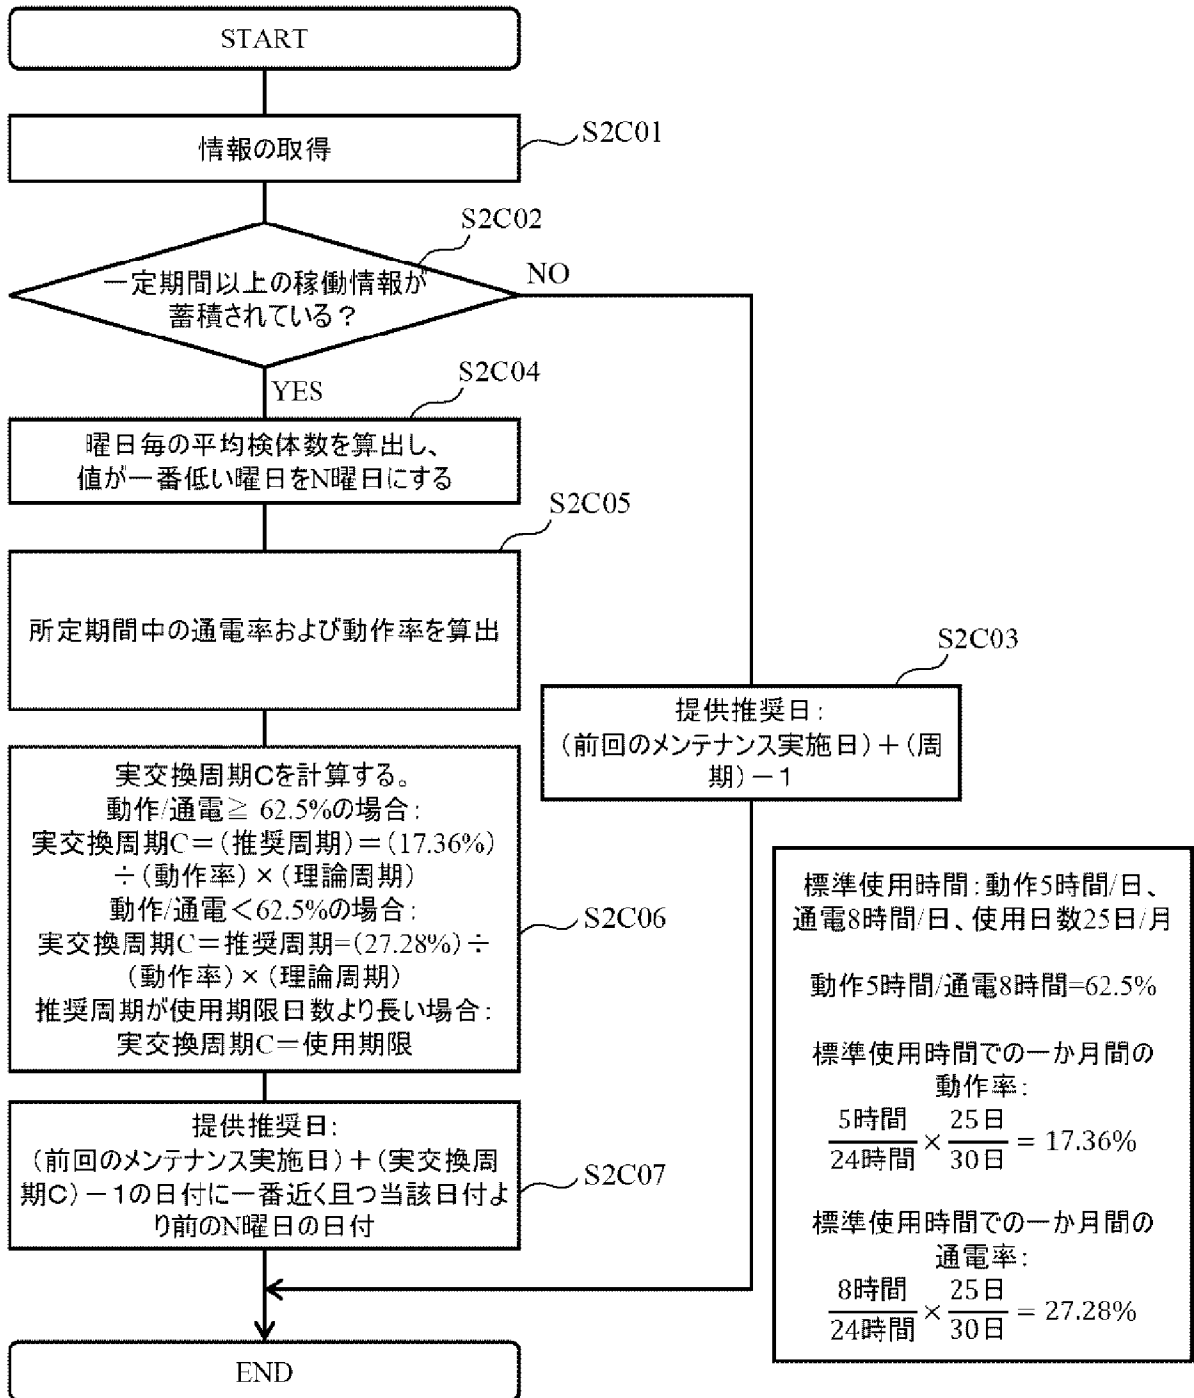 START
情報の取得
S2C01
S2C02
一定期間以上の稼働情報が
蓄積されている？
NO
YES
S2C04
曜日毎の平均検体数を算出し、
値が一番低い曜日をN曜日にする
S2C05
所定期間中の通電率および動作率を算出
S2C03
提供推奨日：
(前回のメンテナンス実施日)＋(周
期)－1
実交換周期Cを計算する。
動作/通電≧ 62.5%の場合：
実交換周期C＝(推奨周期)＝(17.36%)
÷(動作率)×(理論周期)
動作/通電＜62.5%の場合：
実交換周期C＝推奨周期=(27.28%)÷
(動作率)×(理論周期)
推奨周期が使用期限日数より長い場合：
実交換周期C＝使用期限
S2C06
提供推奨日：
(前回のメンテナンス実施日)＋(実交換周
期C)－1の日付に一番近く且つ当該日付よ
り前のN曜日の日付
S2C07
END
標準使用時間：動作5時間/日、
通電8時間/日、使用日数25日/月
動作5時間/通電8時間=62.5%
標準使用時間での一か月間の
動作率：
5時間/24時間 × 25日/30日 = 17.36%
標準使用時間での一か月間の
通電率：
8時間/24時間 × 25日/30日 = 27.28%